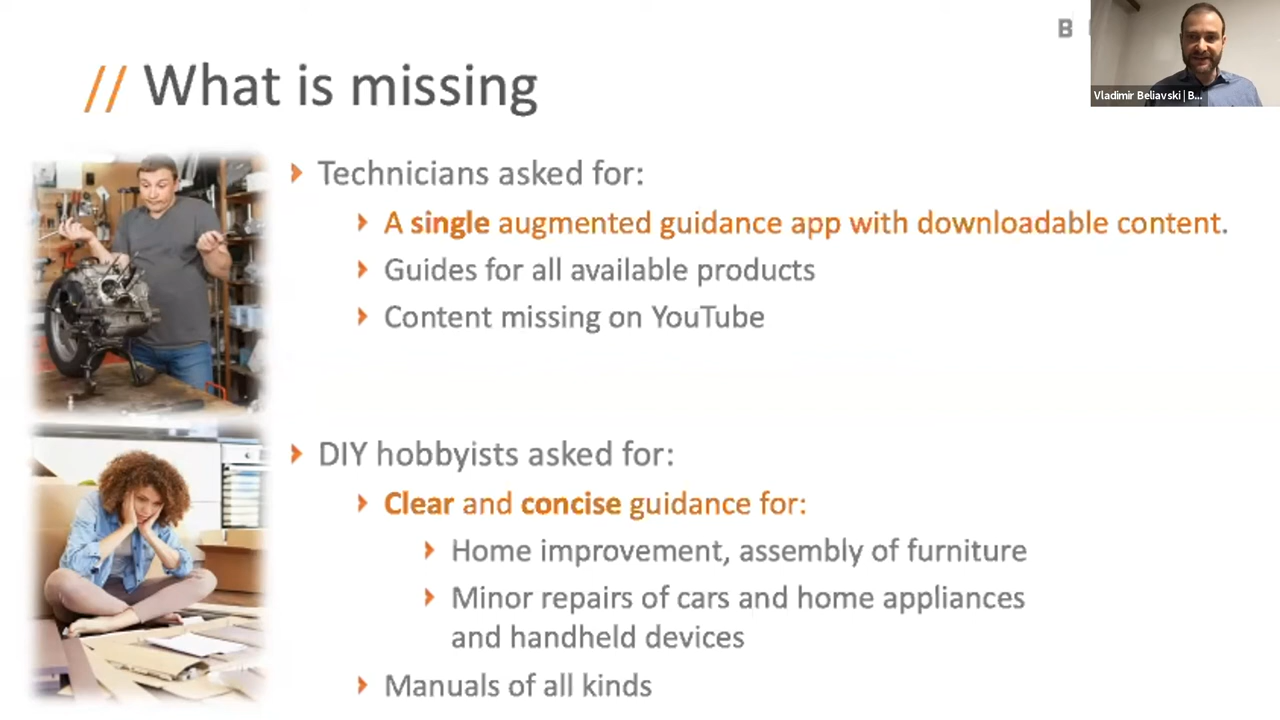 B
Vladimir Beliavski | B...
// What is missing
Technicians asked for:
A single augmented guidance app with downloadable content.
Guides for all available products
Content missing on YouTube
DIY hobbyists asked for:
Clear and concise guidance for:
Home improvement, assembly of furniture
Minor repairs of cars and home appliances
and handheld devices
Manuals of all kinds